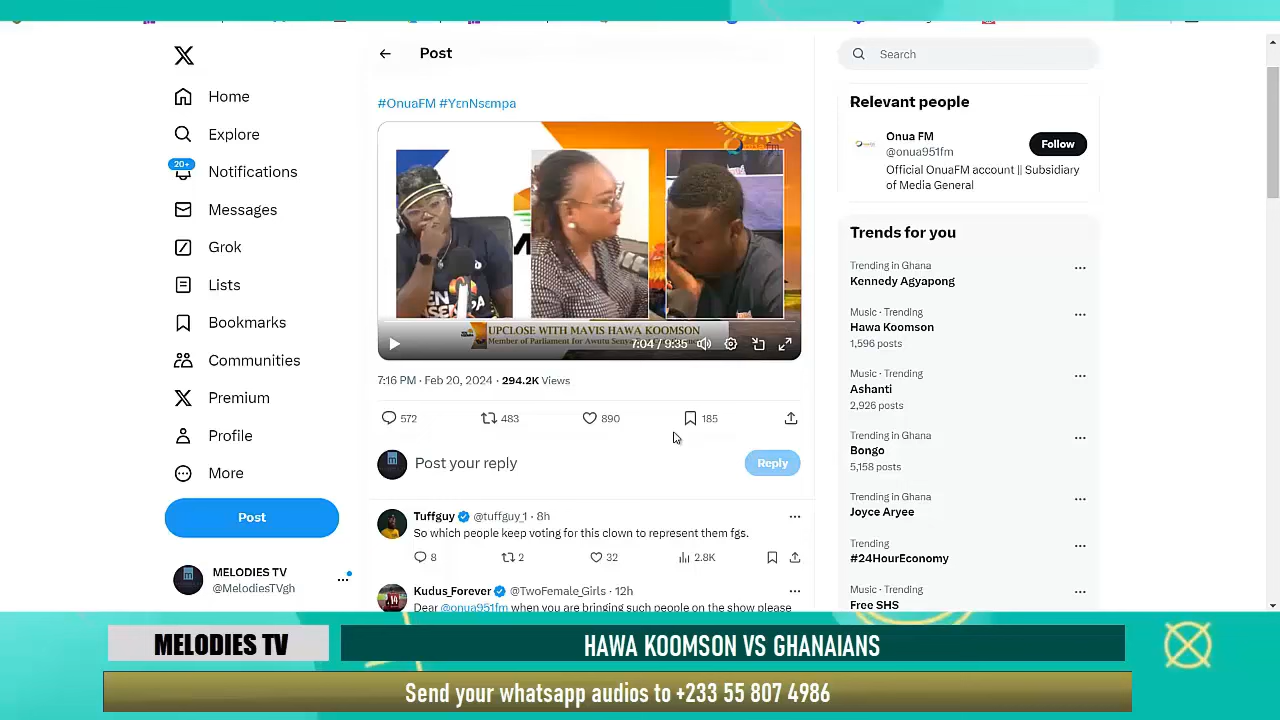 Post
Search
#OnuaFM #YɛnNsɛmpa
Relevant people
Home
Explore
20+
Notifications
Messages
Grok
Lists
Bookmarks
Communities
Premium
Profile
More
Post
MELODIES TV
@MelodiesTVgh
Onua FM
@onua951fm
Follow
Official OnuaFM account || Subsidiary
of Media General
UPCLOSE WITH MAVIS HAWA KOOMSON
Member of Parliament for Awutu Senya
7:04 / 9:35
7:16 PM · Feb 20, 2024 · 294.2K Views
572 483 890 185
Post your reply
Reply
Tuffguy @tuffguy_1 · 8h
So which people keep voting for this clown to represent them fgs.
8 2 32 2.8K
Kudus_Forever @TwoFemale_Girls · 12h
Dear @onua951fm when you are bringing such people on the show please
Trends for you
Trending in Ghana
Kennedy Agyapong
Music · Trending
Hawa Koomson
1,596 posts
Music · Trending
Ashanti
2,926 posts
Trending in Ghana
Bongo
5,158 posts
Trending in Ghana
Joyce Aryee
Trending
#24HourEconomy
Music · Trending
Free SHS
MELODIES TV
HAWA KOOMSON VS GHANAIANS
Send your whatsapp audios to +233 55 807 4986